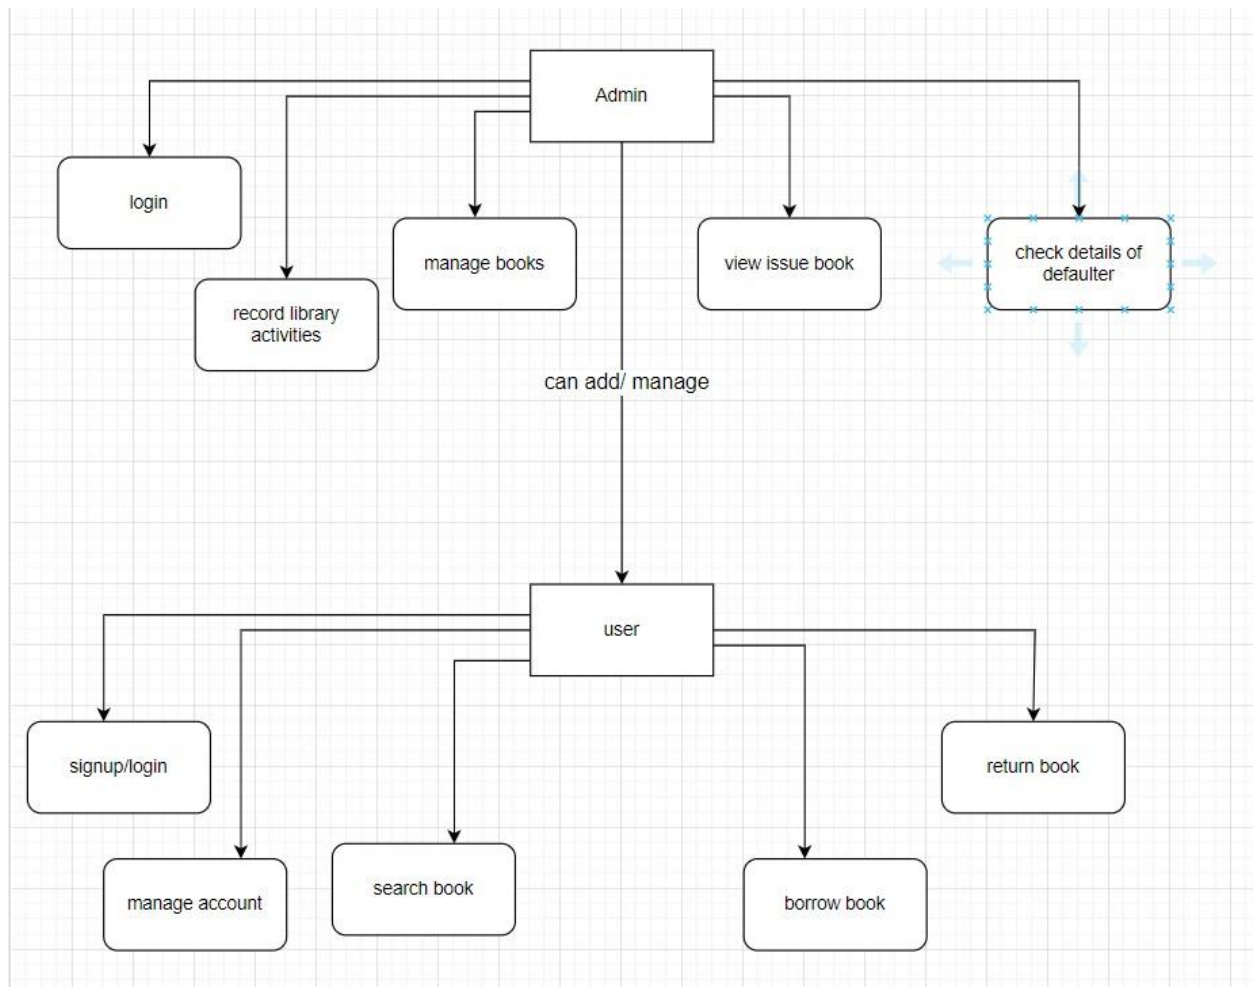 Admin
login
record library
activities
manage books
view issue book
check details of
defaulter
can add/ manage
user
signup/login
manage account
search book
borrow book
return book